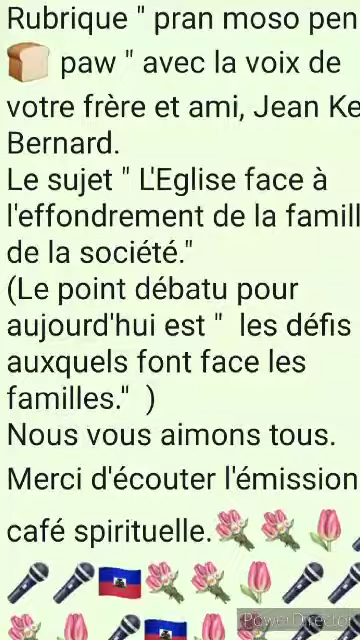 Rubrique " pran moso pen
🍞 paw " avec la voix de
votre frère et ami, Jean Ke
Bernard.
Le sujet " L'Eglise face à
l'effondrement de la famill
de la société."
(Le point débatu pour
aujourd'hui est "  les défis
auxquels font face les
familles."  )
Nous vous aimons tous.
Merci d'écouter l'émission
café spirituelle.💐💐🌷🎤
🎤🎤🇭🇹💐💐🌷🎤🎤
PowerDirector